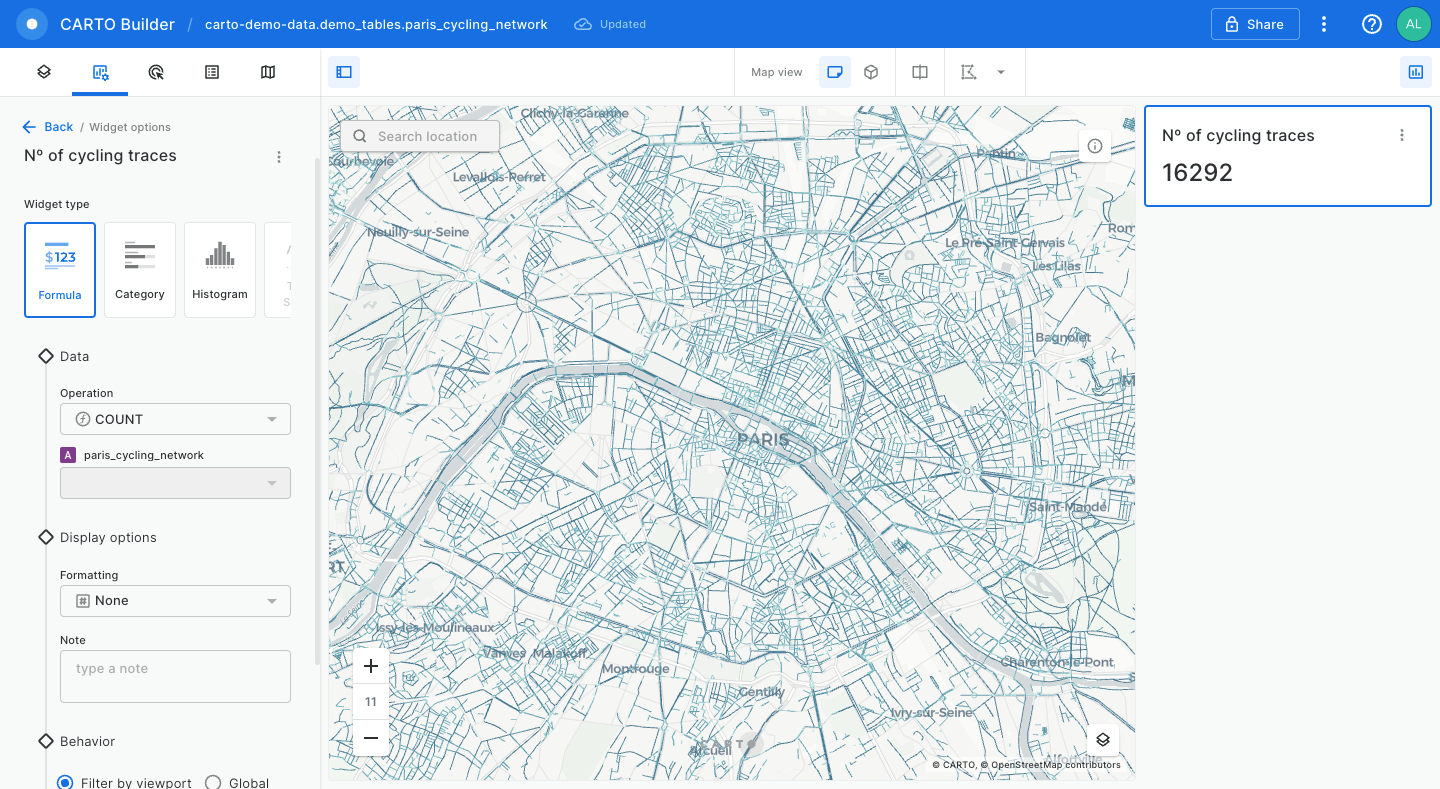 CARTO Builder / carto-demo-data.demo_tables.paris_cycling_network Updated Share AL
Map view
Back / Widget options
Nº of cycling traces
Widget type
$123
Formula
Category
Histogram
Data
Operation
COUNT
A paris_cycling_network
Display options
Formatting
None
Note
type a note
Behavior
Filter by viewport
Global
Search location
Clichy-la-Garenne
Courbevoie
Levallois-Perret
Pantin
Neuilly-sur-Seine
Le Pré-Saint-Gervais
Les Lilas
Rom
Bagnolet
M
PARIS
Saint-Mandé
RT
Issy-les-Moulineaux
Vanves
Malakoff
Montrouge
Gentilly
Charenton-le-Pont
S
Ivry-sur-Seine
Arcueil
CARTO
Alfortville
11
© CARTO, © OpenStreetMap contributors
Nº of cycling traces
16292